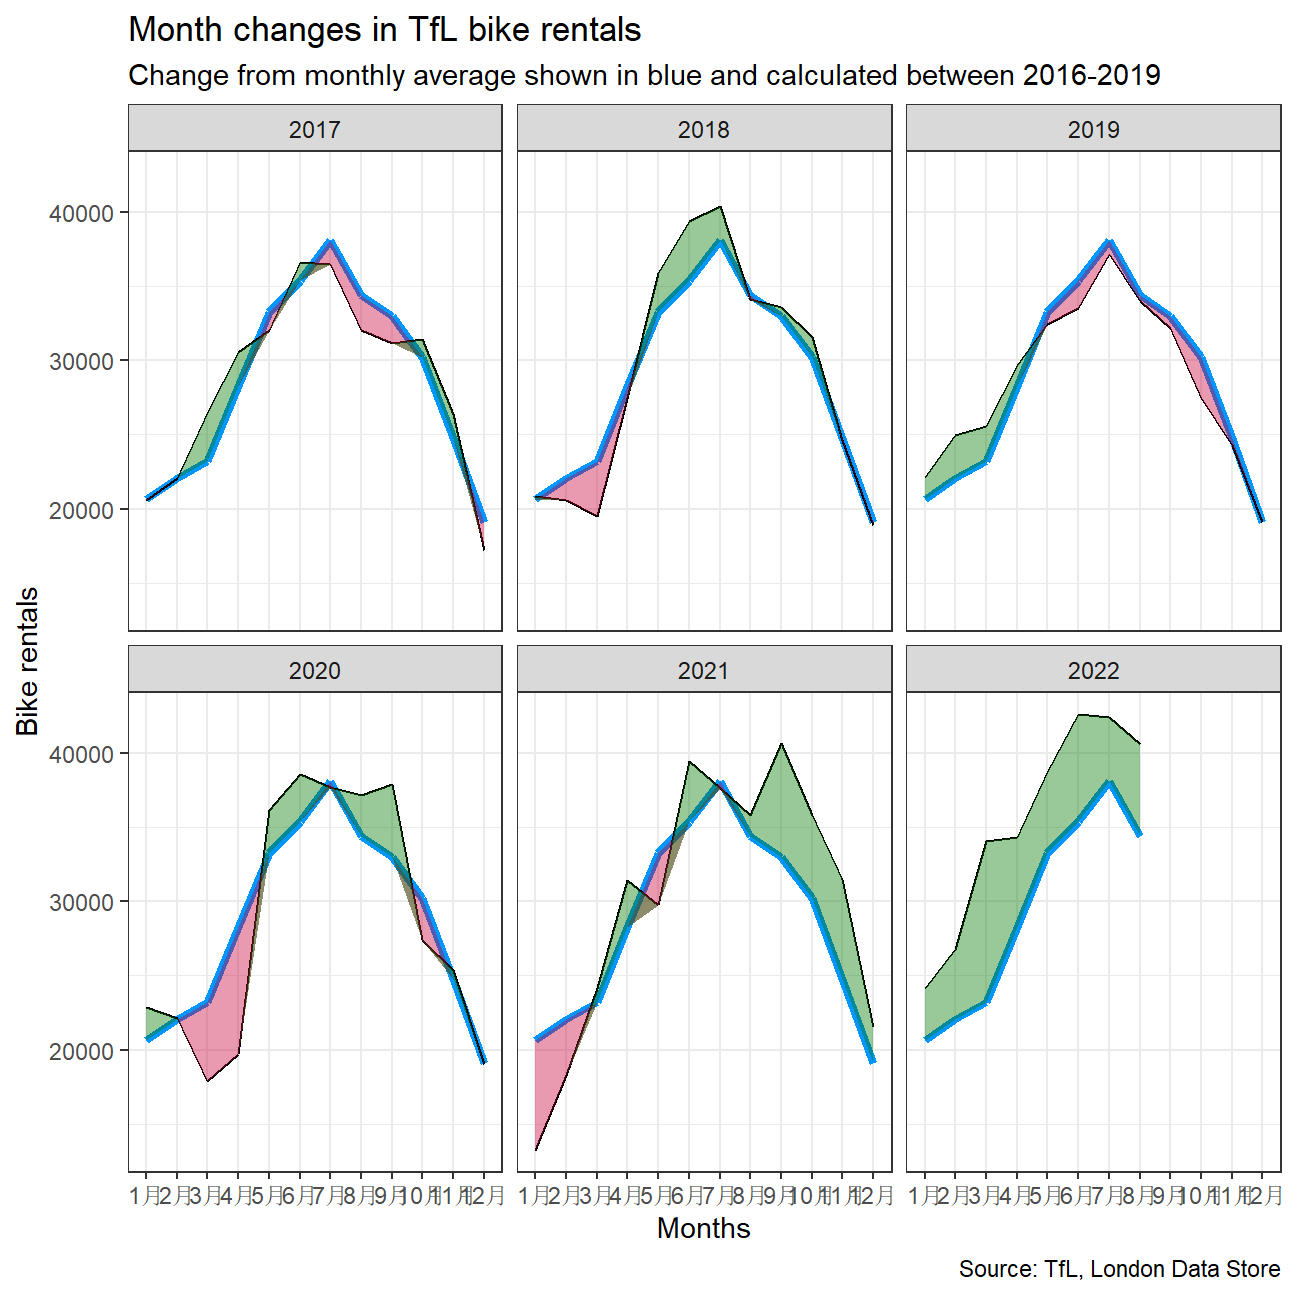 Month changes in TfL bike rentals
Change from monthly average shown in blue and calculated between 2016-2019
2017
2018
2019
40000
30000
20000
2020
2021
2022
40000
30000
20000
Bike rentals
1月2月3月4月5月6月7月8月9月10月11月12月
1月2月3月4月5月6月7月8月9月10月11月12月
1月2月3月4月5月6月7月8月9月10月11月12月
Months
Source: TfL, London Data Store